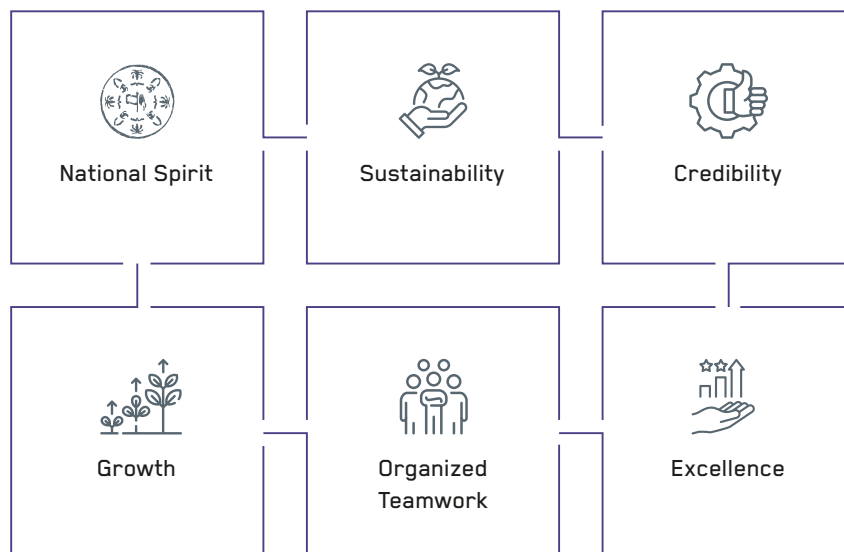 National Spirit
Sustainability
Credibility
Growth
Organized
Teamwork
Excellence